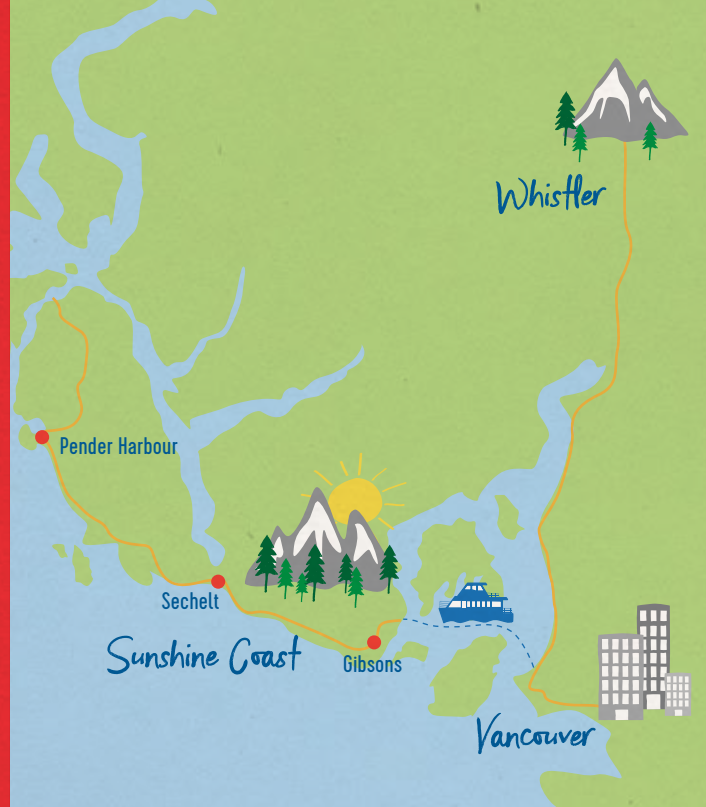 Whistler
Pender Harbour
Sechelt
Sunshine Coast
Gibsons
Vancouver